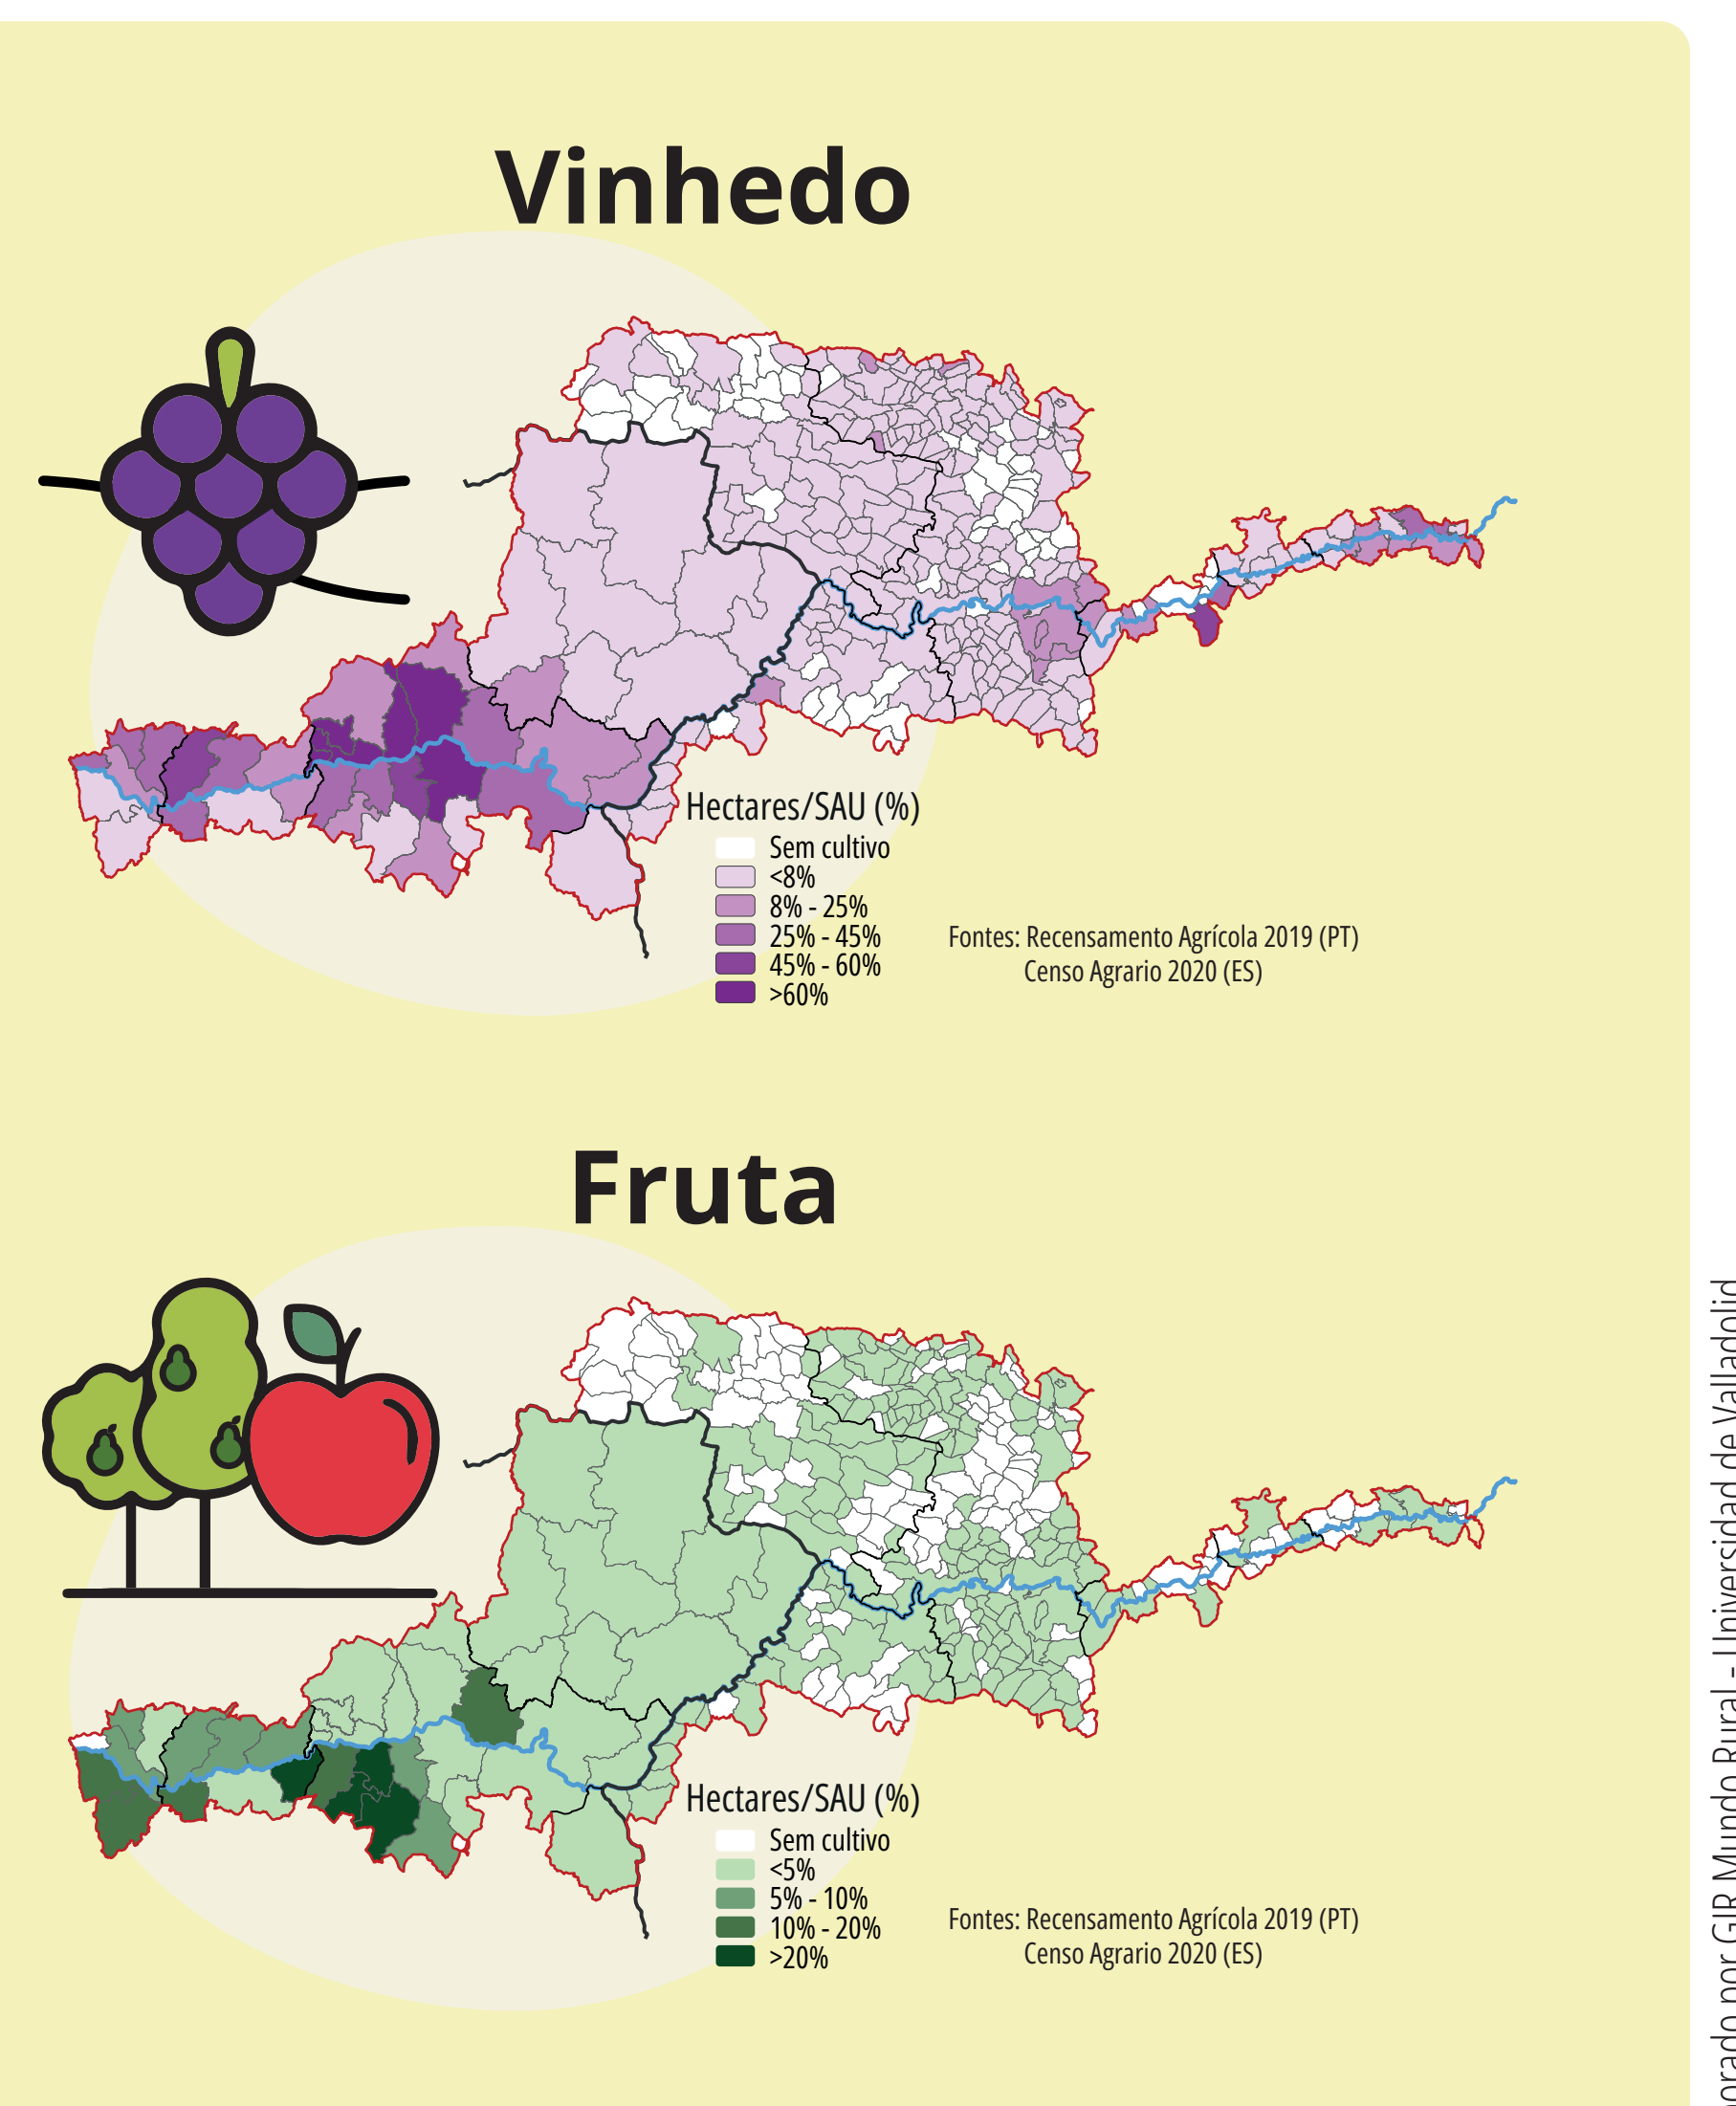 Vinhedo
Hectares/SAU (%)
Sem cultivo
<8%
8% - 25%
25% - 45%
45% - 60%
>60%
Fontes: Recensamento Agrícola 2019 (PT)
Censo Agrario 2020 (ES)
Fruta
Hectares/SAU (%)
Sem cultivo
<5%
5% - 10%
10% - 20%
>20%
Fontes: Recensamento Agrícola 2019 (PT)
Censo Agrario 2020 (ES)
por GIR Mundo Rural - Universidad de Valladolid